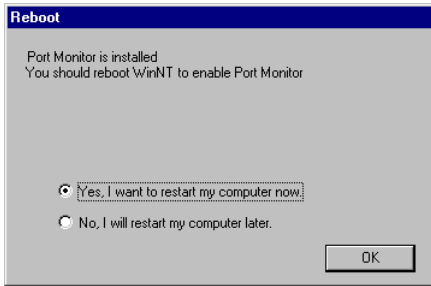 Reboot
Port Monitor is installed
You should reboot WinNT to enable Port Monitor
Yes, I want to restart my computer now.
No, I will restart my computer later.
OK